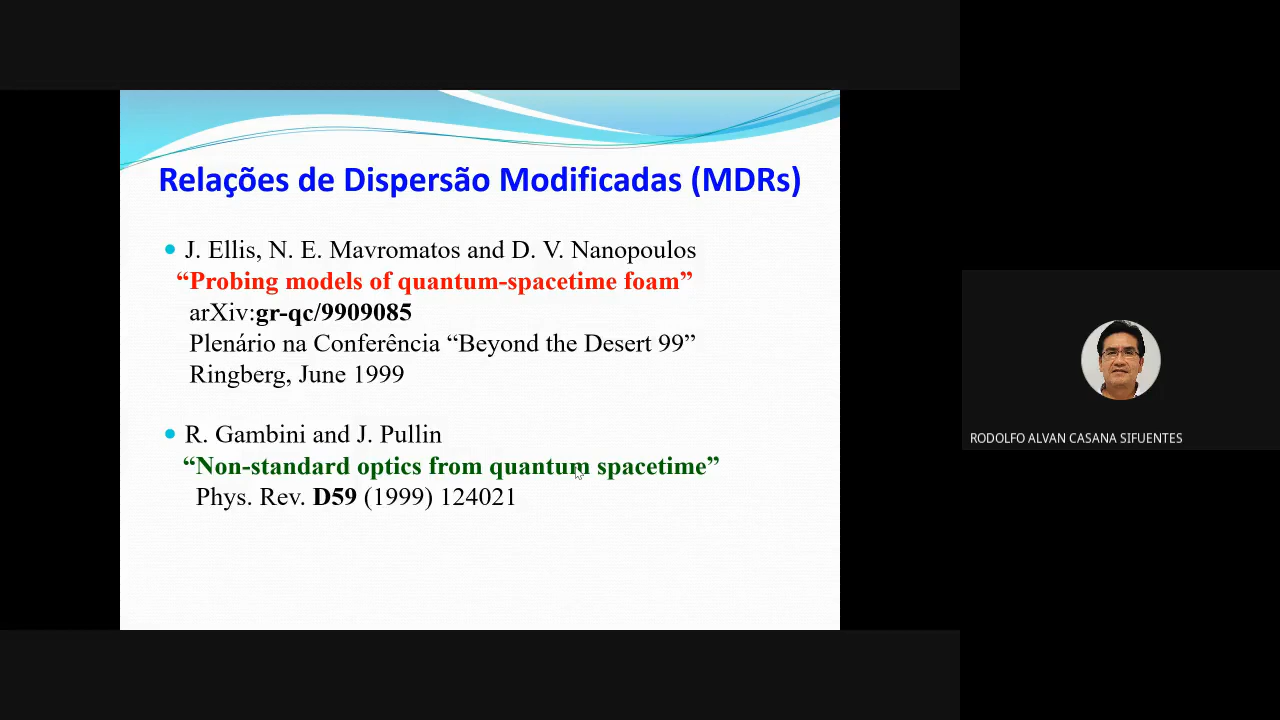 Relações de Dispersão Modificadas (MDRs)
J. Ellis, N. E. Mavromatos and D. V. Nanopoulos
“Probing models of quantum-spacetime foam”
arXiv:gr-qc/9909085
Plenário na Conferência “Beyond the Desert 99”
Ringberg, June 1999
R. Gambini and J. Pullin
“Non-standard optics from quantum spacetime”
Phys. Rev. D59 (1999) 124021
RODOLFO ALVAN CASANA SIFUENTES